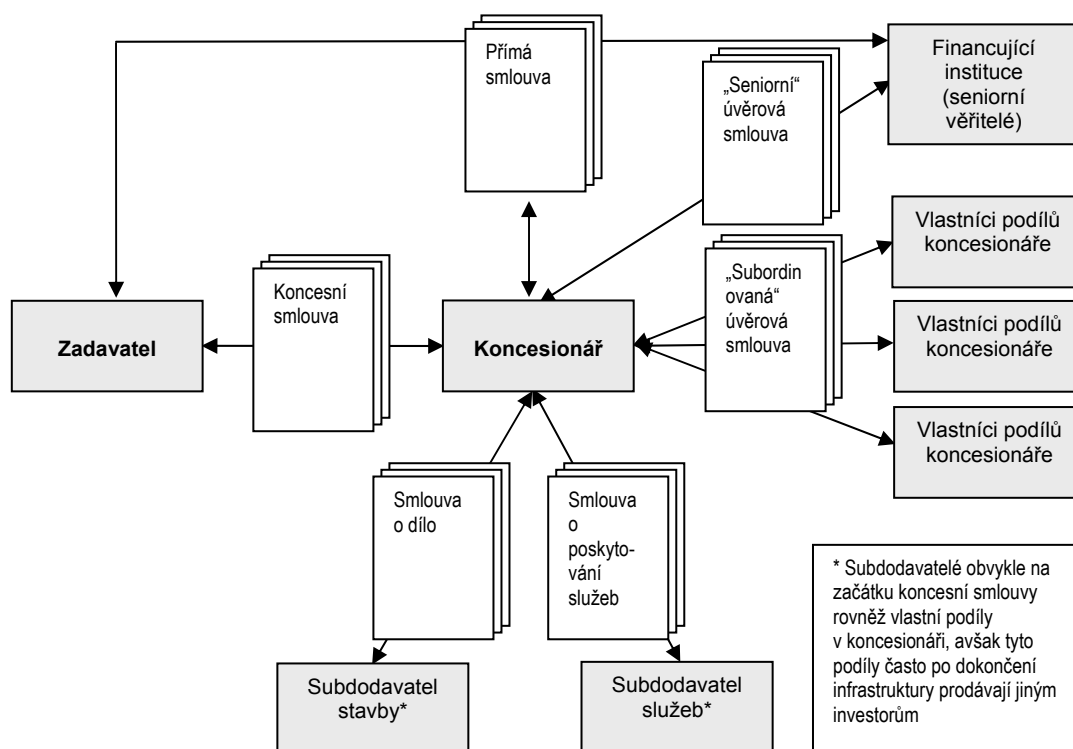 Přímá
smlouva
Financující
instituce
(seniorní
věřitelé)
„Seniorní“
úvěrová
smlouva
Vlastníci podílů
koncesionáře
Koncesní
smlouva
„Subordin
ovaná“
úvěrová
smlouva
Zadavatel
Koncesionář
Vlastníci podílů
koncesionáře
Vlastníci podílů
koncesionáře
Smlouva
o dílo
Smlouva
o
poskyto-
vání
služeb
* Subdodavatelé obvykle na
začátku koncesní smlouvy
rovněž vlastní podíly
v koncesionáři, avšak tyto
podíly často po dokončení
infrastruktury prodávají jiným
investorům
Subdodavatel
stavby*
Subdodavatel
služeb*